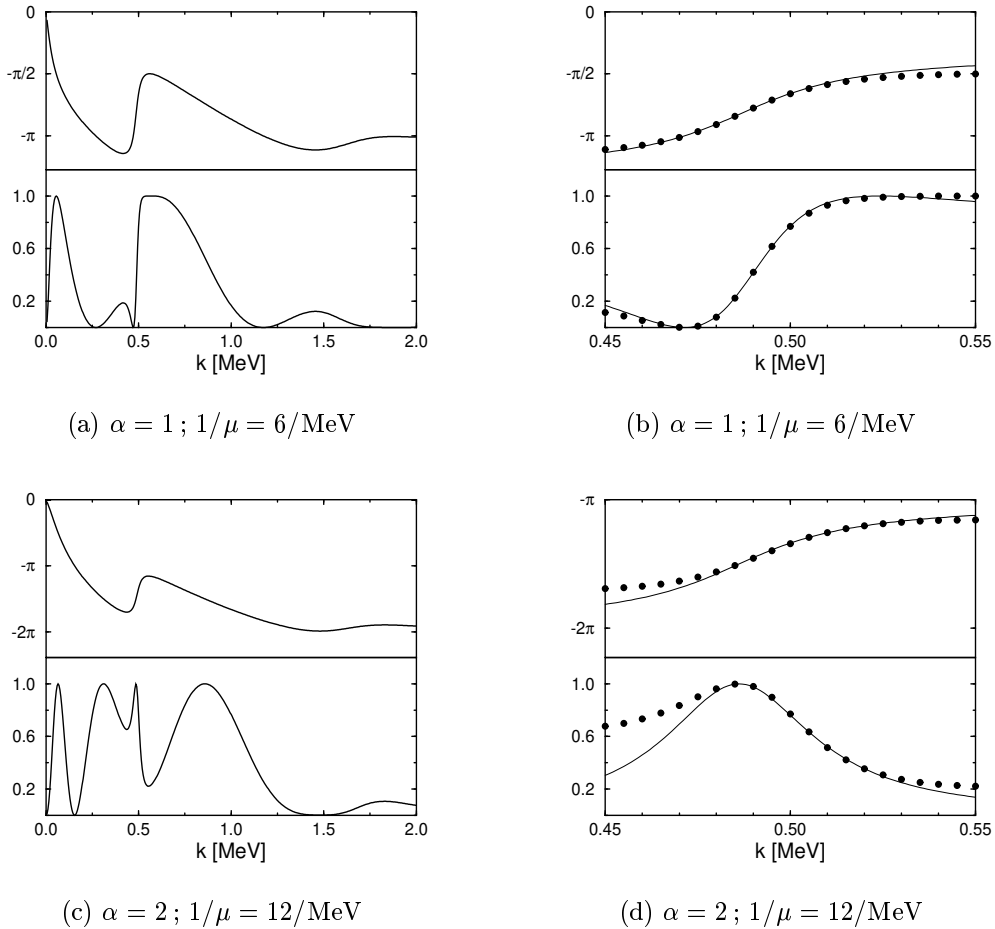 0
-π/2
-π
1.0
0.6
0.2
0.0 0.5 1.0 1.5 2.0
k [MeV]
(a) α = 1 ; 1/μ = 6/MeV
0
-π/2
-π
1.0
0.6
0.2
0.45 0.50 0.55
k [MeV]
(b) α = 1 ; 1/μ = 6/MeV
0
-π
-2π
1.0
0.6
0.2
0.0 0.5 1.0 1.5 2.0
k [MeV]
(c) α = 2 ; 1/μ = 12/MeV
-π
-2π
1.0
0.6
0.2
0.45 0.50 0.55
k [MeV]
(d) α = 2 ; 1/μ = 12/MeV